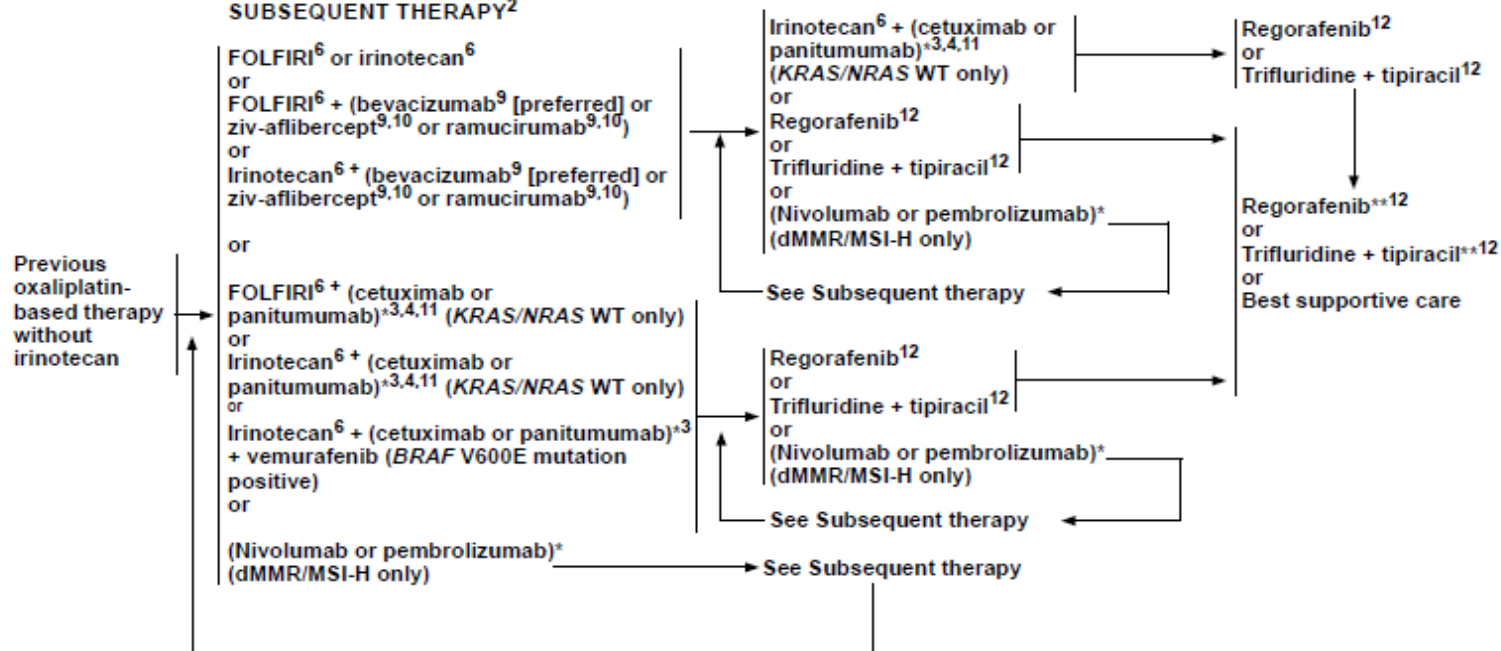 SUBSEQUENT THERAPY2
Previous
oxaliplatin-
based therapy
without
irinotecan
FOLFIRI6 or irinotecan6
or
FOLFIRI6 + (bevacizumab9 [preferred] or
ziv-aflibercept9,10 or ramucirumab9,10)
or
Irinotecan6 + (bevacizumab9 [preferred] or
ziv-aflibercept9,10 or ramucirumab9,10)
or
FOLFIRI6 + (cetuximab or
panitumumab)*3,4,11 (KRAS/NRAS WT only)
or
Irinotecan6 + (cetuximab or
panitumumab)*3,4,11 (KRAS/NRAS WT only)
or
Irinotecan6 + (cetuximab or panitumumab)*3
+ vemurafenib (BRAF V600E mutation
positive)
or
(Nivolumab or pembrolizumab)*
(dMMR/MSI-H only)
Irinotecan6 + (cetuximab or
panitumumab)*3,4,11
(KRAS/NRAS WT only)
or
Regorafenib12
or
Trifluridine + tipiracil12
or
(Nivolumab or pembrolizumab)*
(dMMR/MSI-H only)
See Subsequent therapy
Regorafenib12
or
Trifluridine + tipiracil12
or
(Nivolumab or pembrolizumab)*
(dMMR/MSI-H only)
See Subsequent therapy
See Subsequent therapy
Regorafenib12
or
Trifluridine + tipiracil12
Regorafenib**12
or
Trifluridine + tipiracil**12
or
Best supportive care